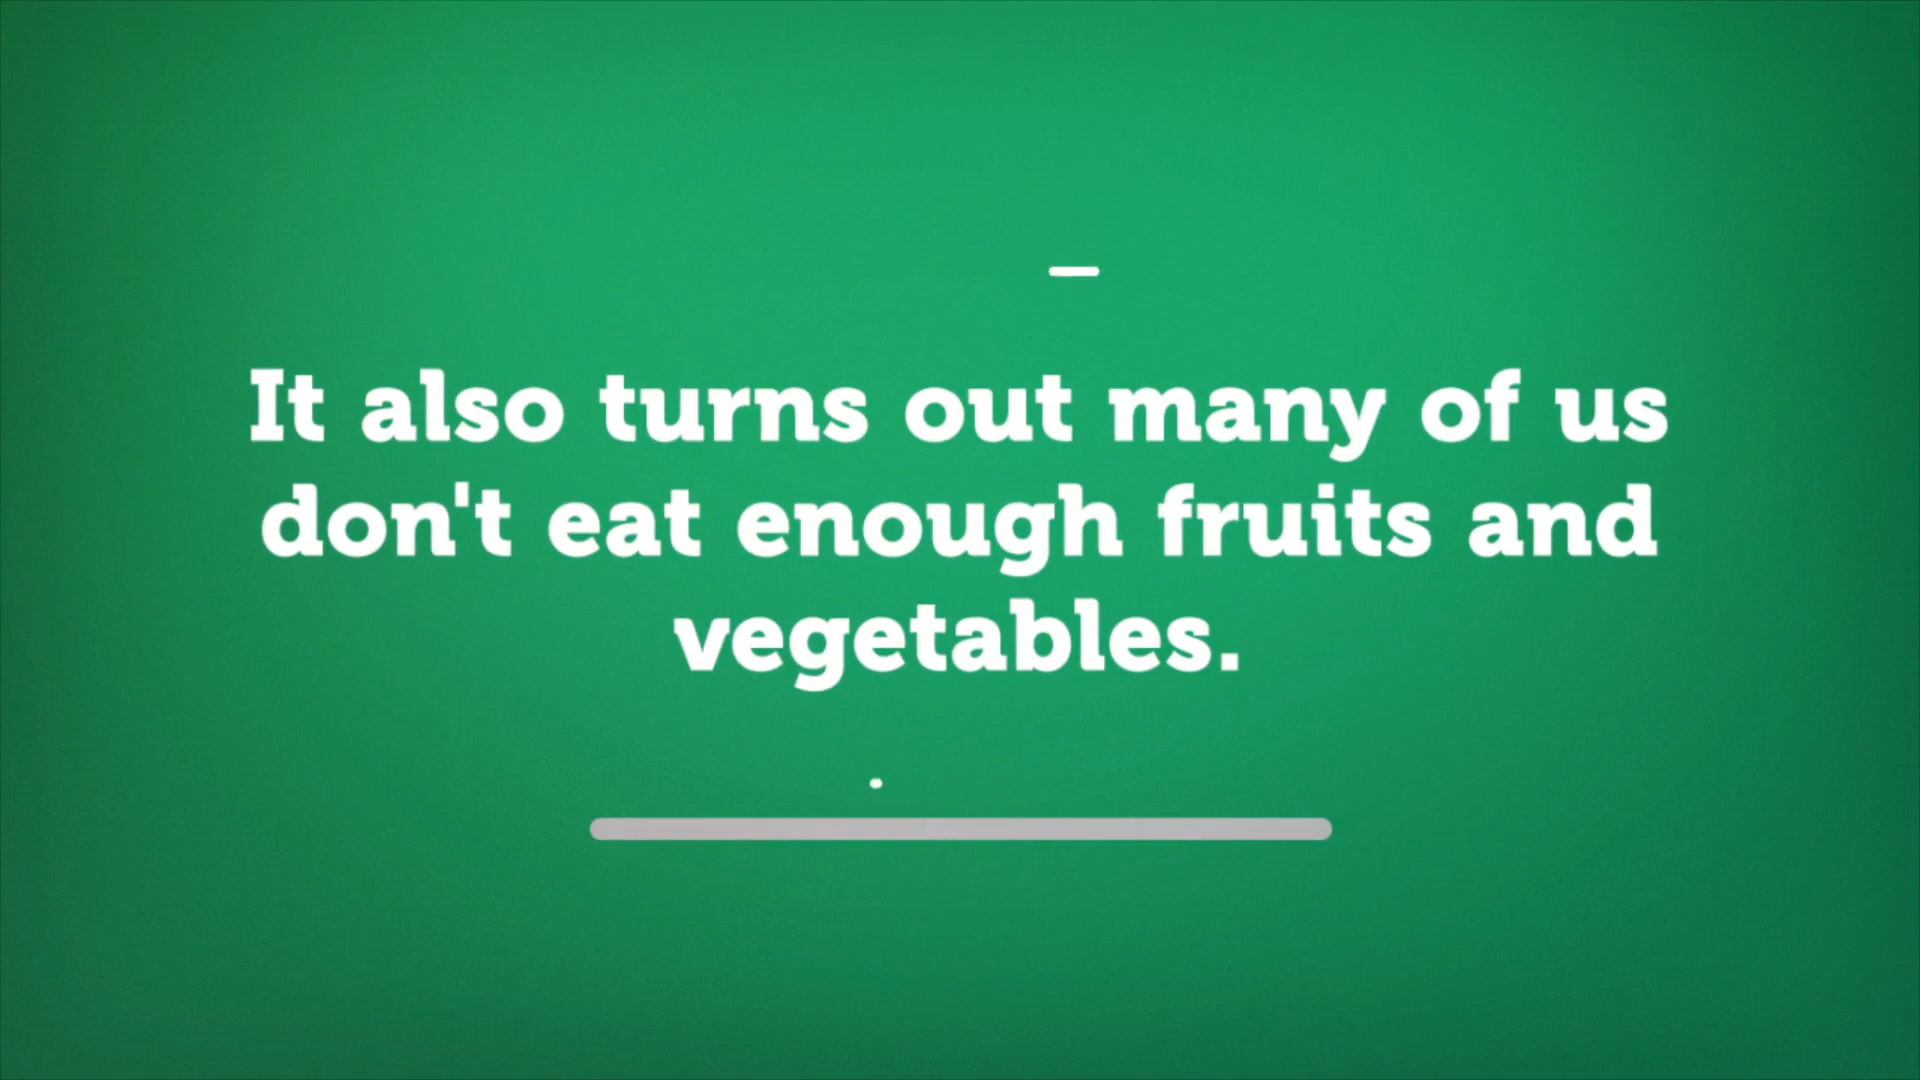 It also turns out many of us
don't eat enough fruits and
vegetables.